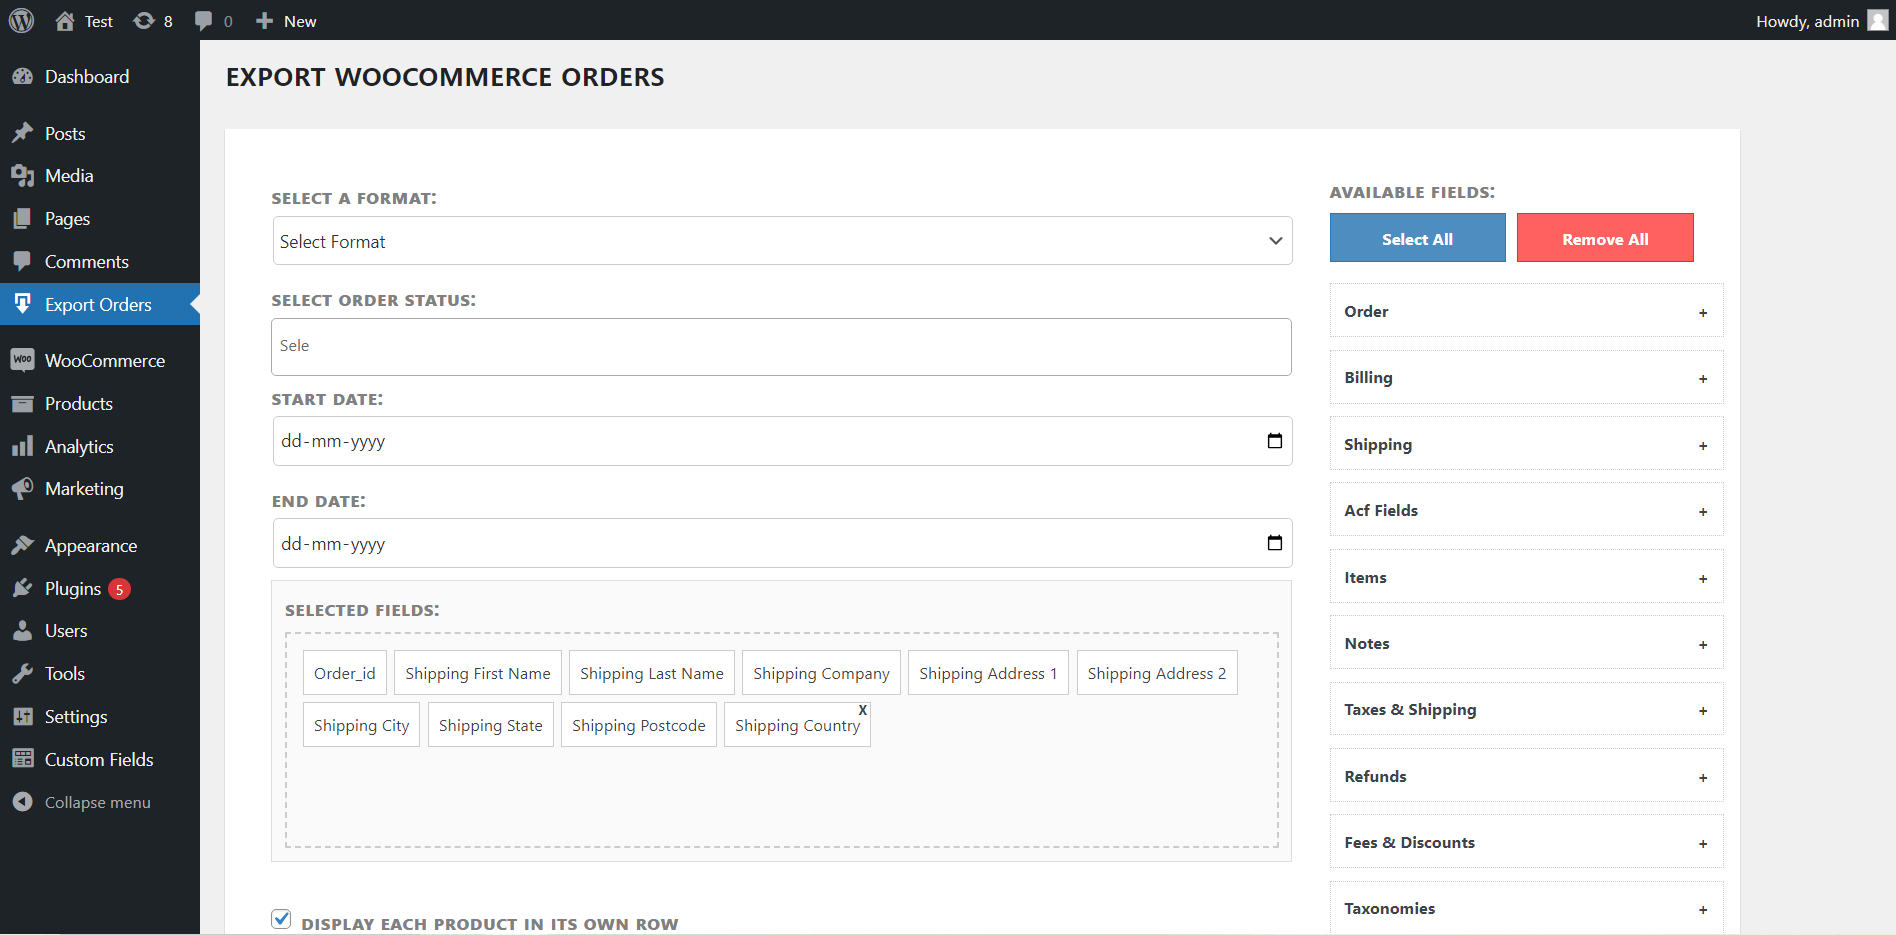 Test 8 0 New Howdy, admin
Dashboard
Posts
Media
Pages
Comments
Export Orders
WOO WooCommerce
Products
Analytics
Marketing
Appearance
Plugins 5
Users
Tools
Settings
Custom Fields
Collapse menu
EXPORT WOOCOMMERCE ORDERS
SELECT A FORMAT:
Select Format
SELECT ORDER STATUS:
Sele
START DATE:
dd-mm-yyyy
END DATE:
dd-mm-yyyy
SELECTED FIELDS:
Order_id Shipping First Name Shipping Last Name Shipping Company Shipping Address 1 Shipping Address 2
Shipping City Shipping State Shipping Postcode Shipping Country X
DISPLAY EACH PRODUCT IN ITS OWN ROW
AVAILABLE FIELDS:
Select All Remove All
Order +
Billing +
Shipping +
Acf Fields +
Items +
Notes +
Taxes & Shipping +
Refunds +
Fees & Discounts +
Taxonomies +